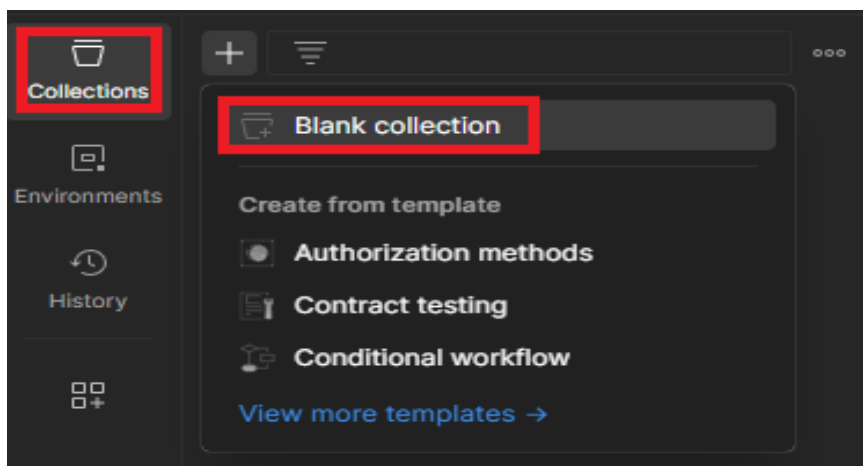 Collections
Environments
History
Blank collection
Create from template
Authorization methods
Contract testing
Conditional workflow
View more templates →